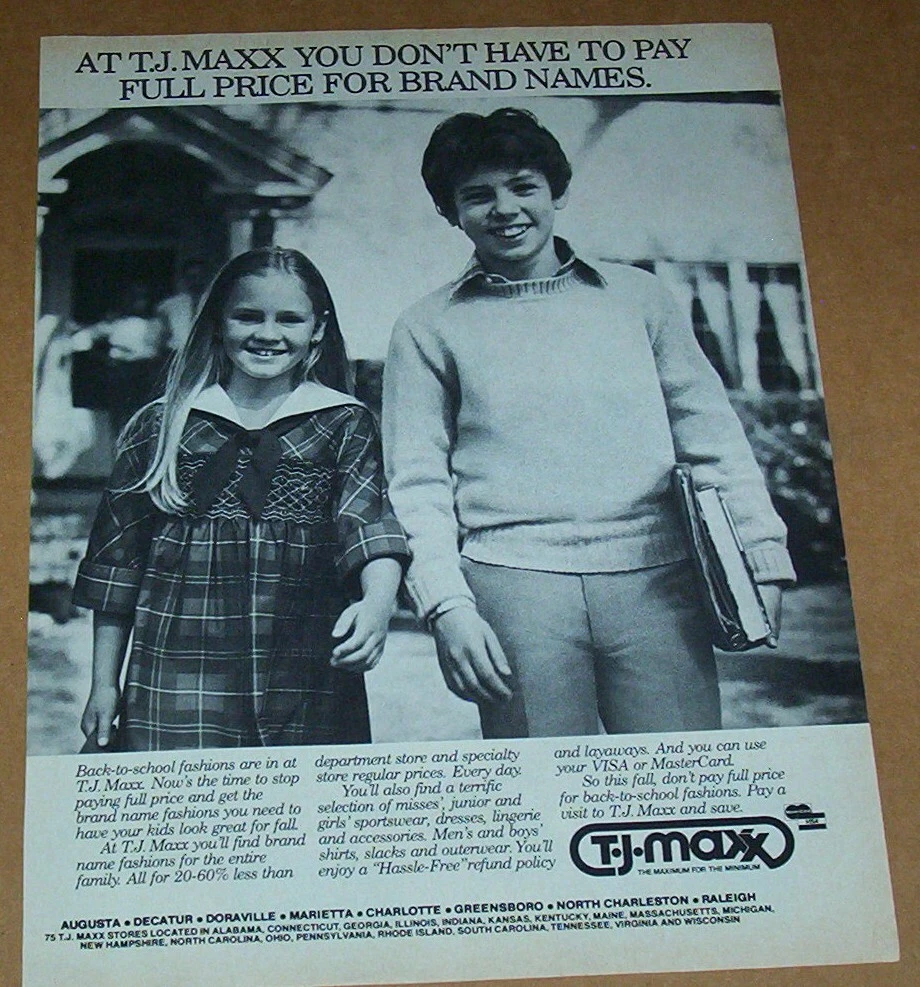 AT T.J. MAXX YOU DON'T HAVE TO PAY
FULL PRICE FOR BRAND NAMES.
Back-to-school fashions are in at
T.J. Maxx. Now's the time to stop
paying full price and get the
brand name fashions you need to
have your kids look great for fall.
At T.J. Maxx you'll find brand
name fashions for the entire
family. All for 20-60% less than
department store and specialty
store regular prices. Every day.
You'll also find a terrific
selection of misses', junior and
girls' sportswear, dresses, lingerie
and accessories. Men's and boys'
shirts, slacks and outerwear. You'll
enjoy a "Hassle-Free" refund policy
and layaways. And you can use
your VISA or MasterCard.
So this fall, don't pay full price
for back-to-school fashions. Pay a
visit to T.J. Maxx and save.
VISA
T·J·maxx
THE MAXIMUM FOR THE MINIMUM
AUGUSTA • DECATUR • DORAVILLE • MARIETTA • CHARLOTTE • GREENSBORO • NORTH CHARLESTON • RALEIGH
75 T.J. MAXX STORES LOCATED IN ALABAMA, CONNECTICUT, GEORGIA, ILLINOIS, INDIANA, KANSAS, KENTUCKY, MAINE, MASSACHUSETTS, MICHIGAN,
NEW HAMPSHIRE, NORTH CAROLINA, OHIO, PENNSYLVANIA, RHODE ISLAND, SOUTH CAROLINA, TENNESSEE, VIRGINIA AND WISCONSIN